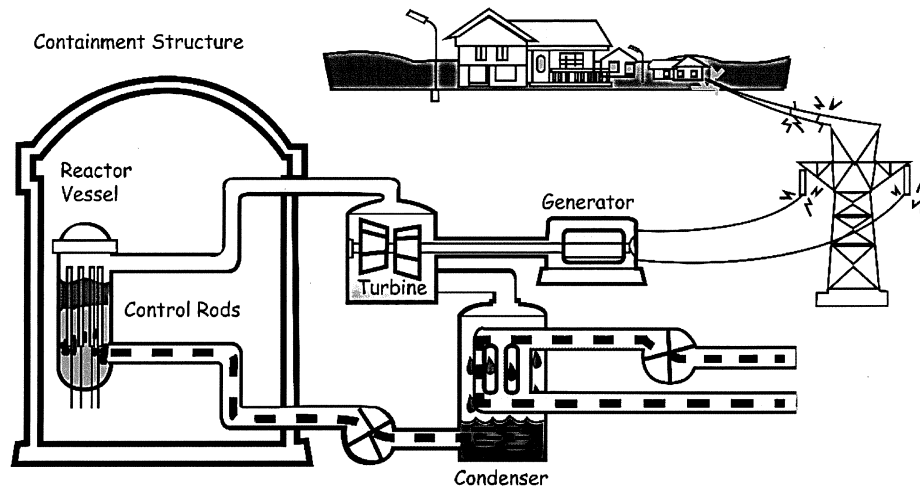 Containment Structure
Reactor
Vessel
Generator
Turbine
Control Rods
Condenser